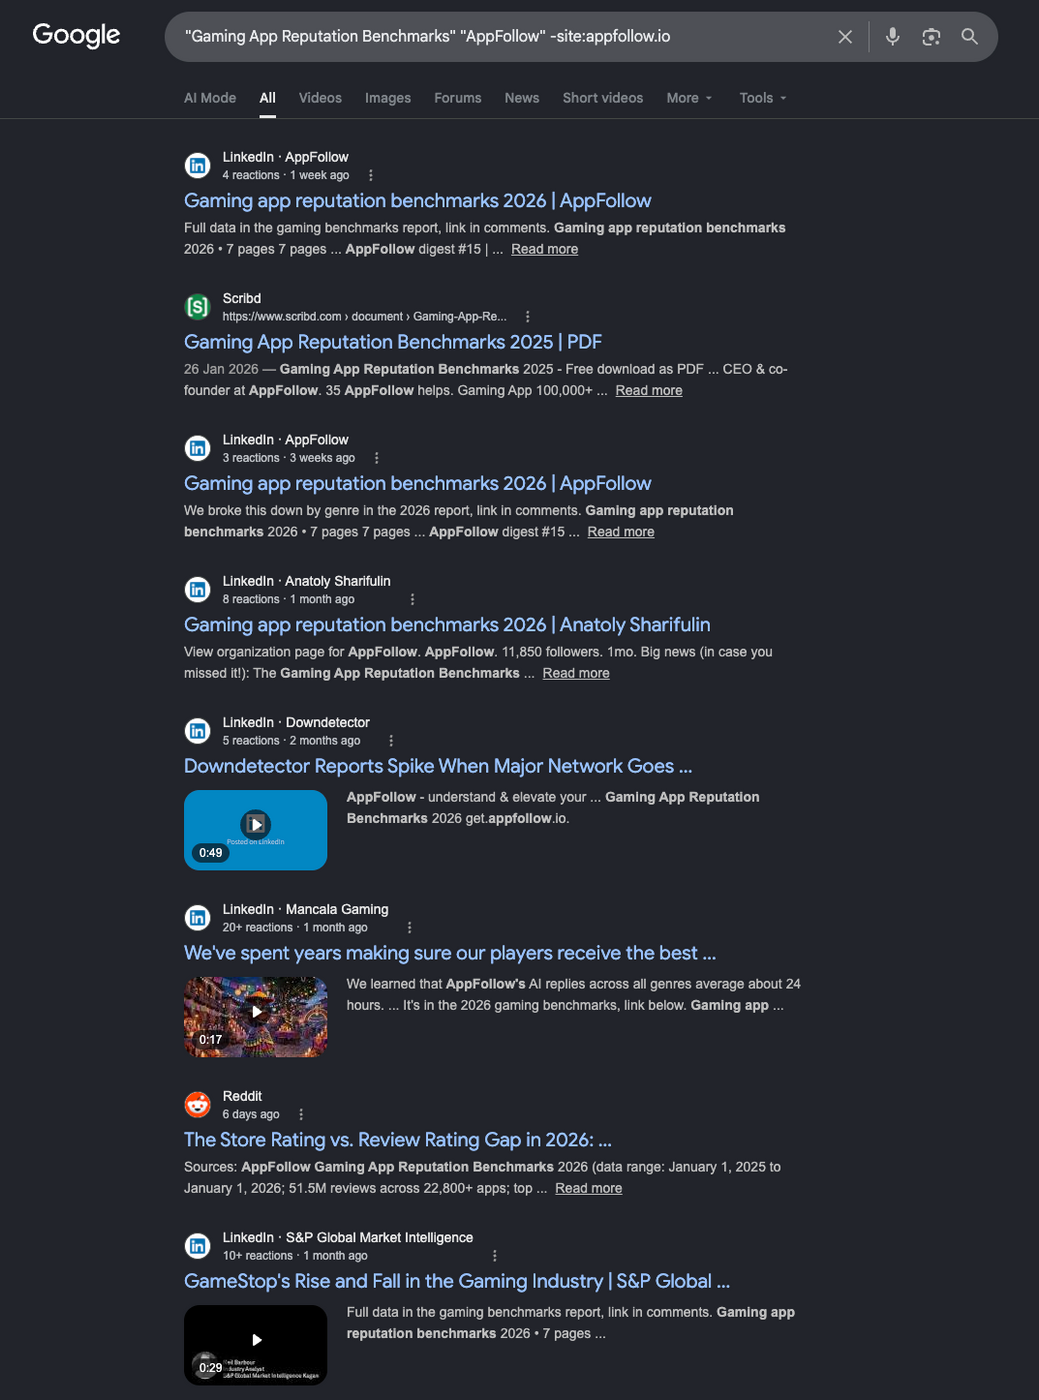 Google
"Gaming App Reputation Benchmarks" "AppFollow" -site:appfollow.io
AI Mode All Videos Images Forums News Short videos More Tools
LinkedIn · AppFollow
4 reactions · 1 week ago
Gaming app reputation benchmarks 2026 | AppFollow
Full data in the gaming benchmarks report, link in comments. Gaming app reputation benchmarks
2026 • 7 pages 7 pages ... AppFollow digest #15 | ... Read more
Scribd
https://www.scribd.com › document › Gaming-App-Re...
Gaming App Reputation Benchmarks 2025 | PDF
26 Jan 2026 — Gaming App Reputation Benchmarks 2025 - Free download as PDF ... CEO & co-
founder at AppFollow. 35 AppFollow helps. Gaming App 100,000+ ... Read more
LinkedIn · AppFollow
3 reactions · 3 weeks ago
Gaming app reputation benchmarks 2026 | AppFollow
We broke this down by genre in the 2026 report, link in comments. Gaming app reputation
benchmarks 2026 • 7 pages 7 pages ... AppFollow digest #15 ... Read more
LinkedIn · Anatoly Sharifulin
8 reactions · 1 month ago
Gaming app reputation benchmarks 2026 | Anatoly Sharifulin
View organization page for AppFollow. AppFollow. 11,850 followers. 1mo. Big news (in case you
missed it!): The Gaming App Reputation Benchmarks ... Read more
LinkedIn · Downdetector
5 reactions · 2 months ago
Downdetector Reports Spike When Major Network Goes ...
AppFollow - understand & elevate your ... Gaming App Reputation
Benchmarks 2026 get.appfollow.io.
Posted on LinkedIn
0:49
LinkedIn · Mancala Gaming
20+ reactions · 1 month ago
We've spent years making sure our players receive the best ...
We learned that AppFollow's AI replies across all genres average about 24
hours. ... It's in the 2026 gaming benchmarks, link below. Gaming app ...
0:17
Reddit
6 days ago
The Store Rating vs. Review Rating Gap in 2026: ...
Sources: AppFollow Gaming App Reputation Benchmarks 2026 (data range: January 1, 2025 to
January 1, 2026; 51.5M reviews across 22,800+ apps; top ... Read more
LinkedIn · S&P Global Market Intelligence
10+ reactions · 1 month ago
GameStop's Rise and Fall in the Gaming Industry | S&P Global ...
Full data in the gaming benchmarks report, link in comments. Gaming app
reputation benchmarks 2026 • 7 pages ...
0:29
Barbour
Industry Analyst
S&P Global Market Intelligence Kagan